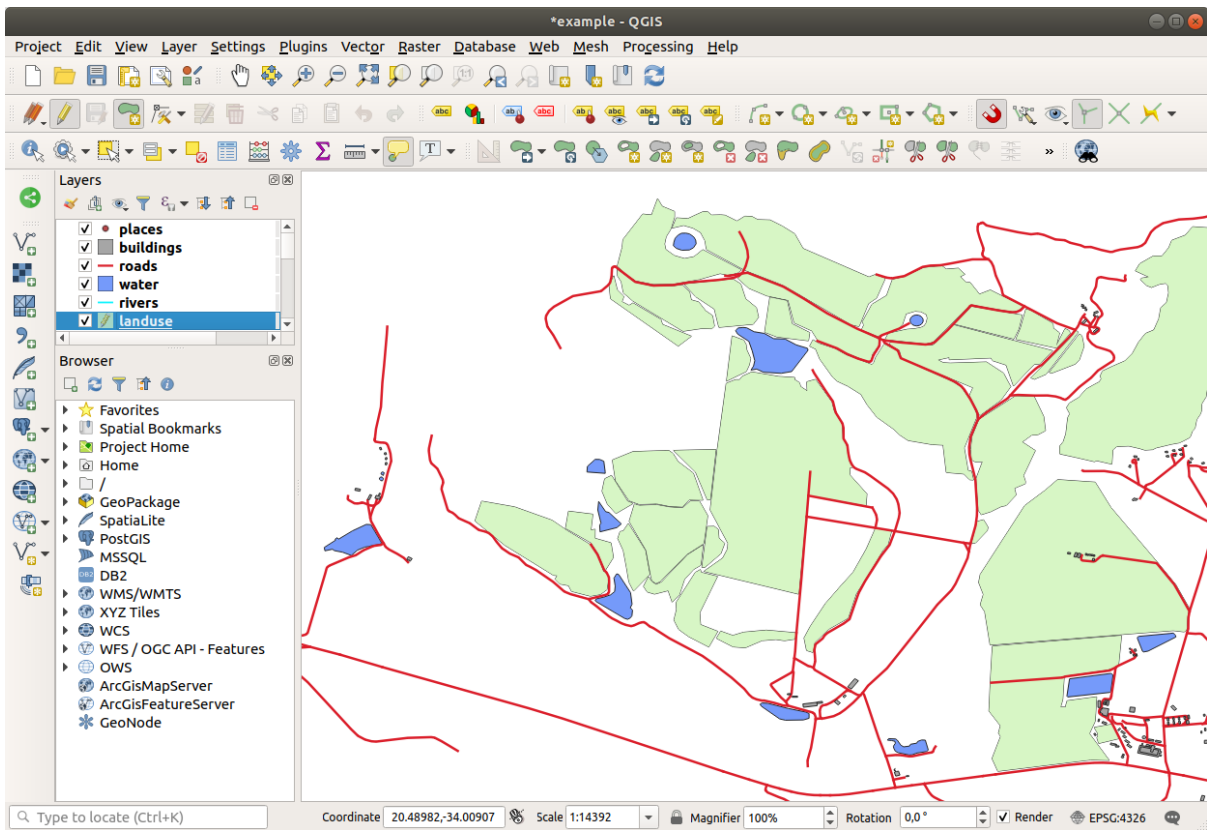 *example - QGIS
Project Edit View Layer Settings Plugins Vector Raster Database Web Mesh Processing Help
Layers
places
buildings
roads
water
rivers
landuse
Browser
Favorites
Spatial Bookmarks
Project Home
Home
/
GeoPackage
SpatiaLite
PostGIS
MSSQL
DB2 DB2
WMS/WMTS
XYZ Tiles
WCS
WFS / OGC API - Features
OWS
ArcGisMapServer
ArcGisFeatureServer
GeoNode
Type to locate (Ctrl+K) Coordinate 20.48982,-34.00907 Scale 1:14392 Magnifier 100% Rotation 0,0 ° Render EPSG:4326